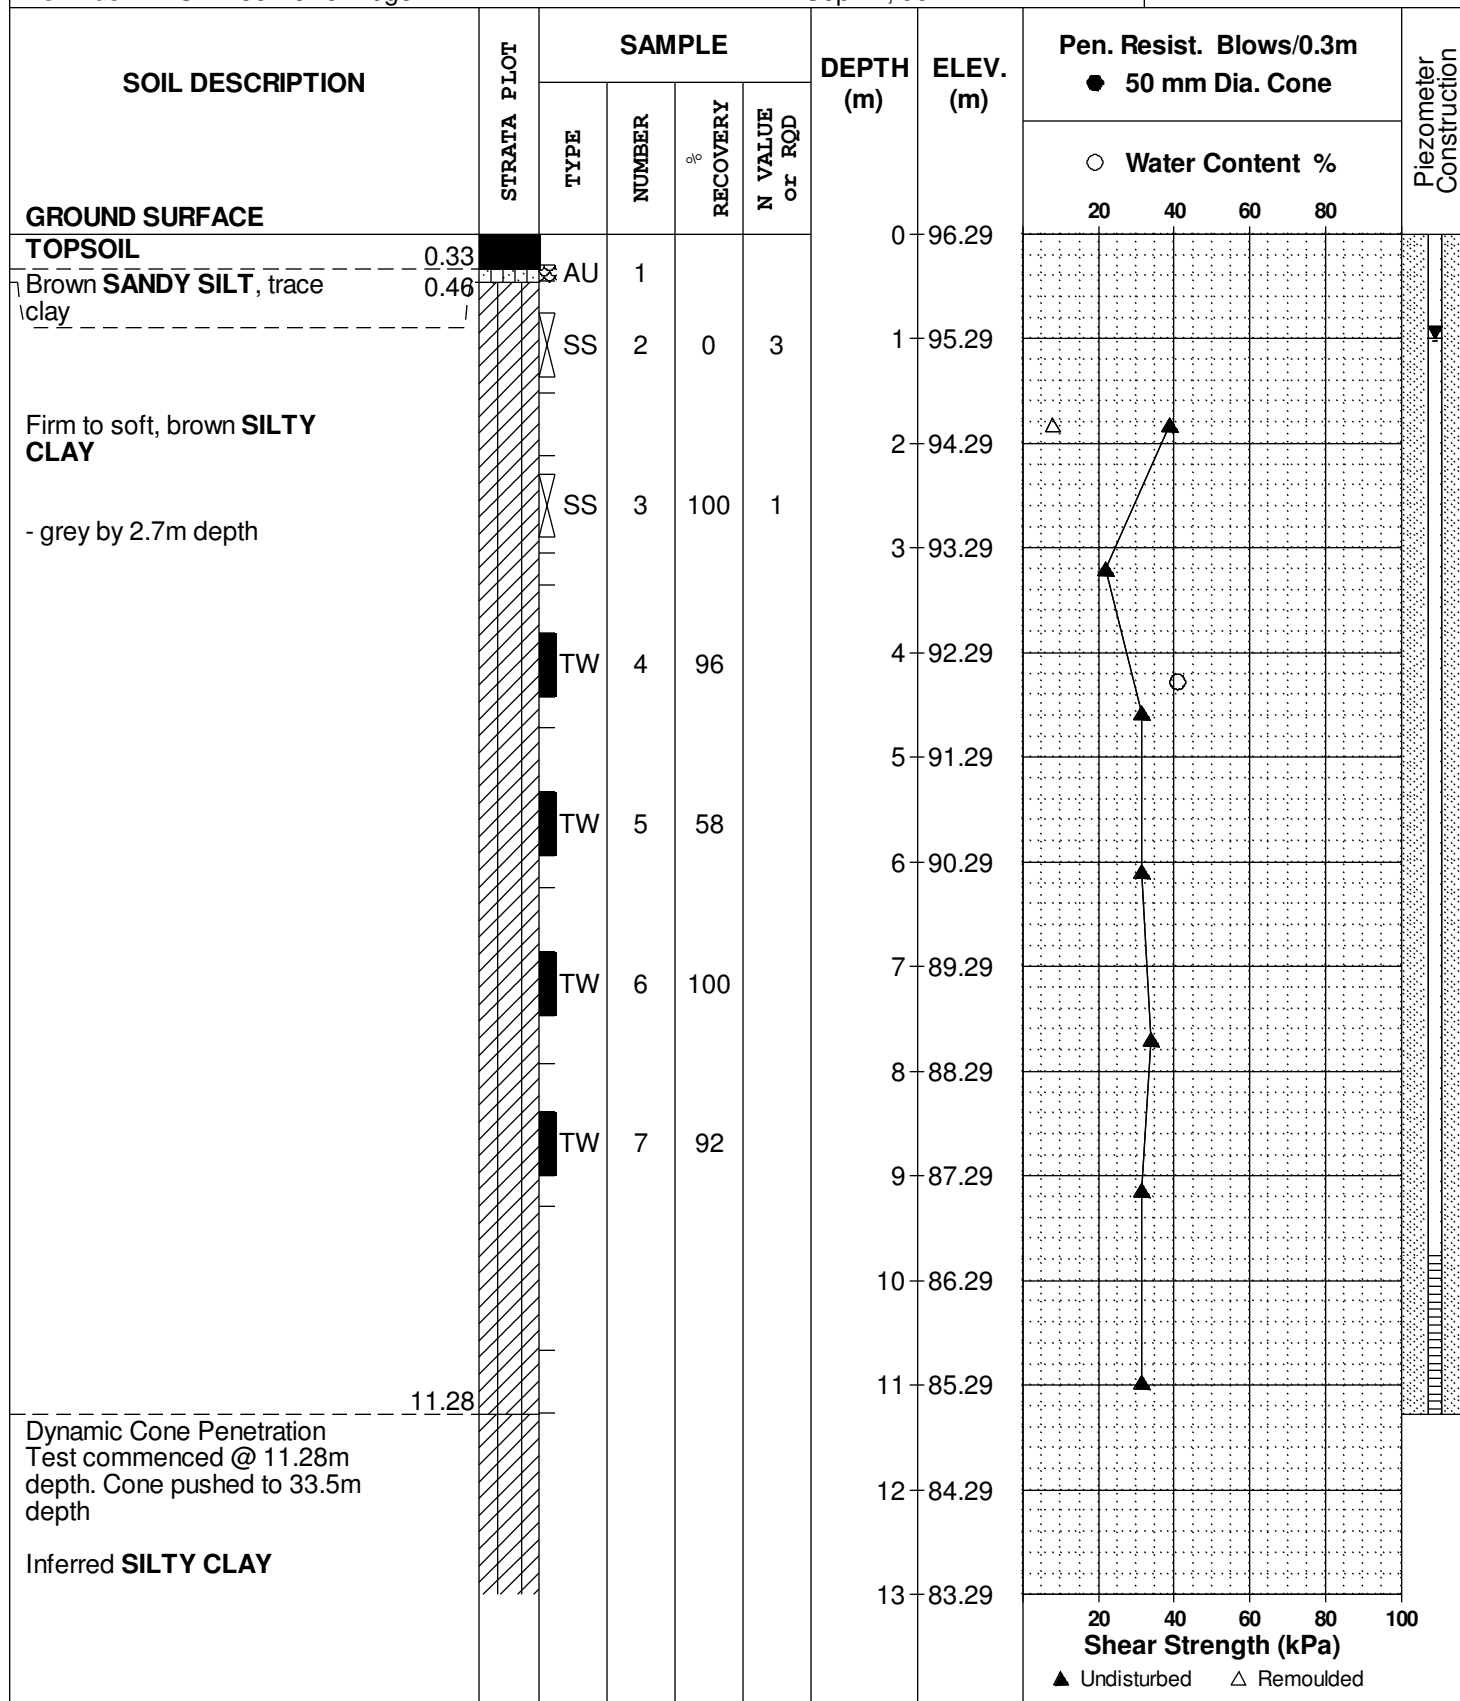 SOIL DESCRIPTION
GROUND SURFACE
STRATA PLOT
SAMPLE
TYPE
NUMBER
% RECOVERY
N VALUE or RQD
DEPTH (m)
ELEV. (m)
Pen. Resist. Blows/0.3m
● 50 mm Dia. Cone
○ Water Content %
20 40 60 80
Piezometer Construction
TOPSOIL 0.33
Brown SANDY SILT, trace 0.46
clay
Firm to soft, brown SILTY
CLAY
- grey by 2.7m depth
11.28
Dynamic Cone Penetration
Test commenced @ 11.28m
depth. Cone pushed to 33.5m
depth
Inferred SILTY CLAY
AU 1
SS 2 0 3
SS 3 100 1
TW 4 96
TW 5 58
TW 6 100
TW 7 92
0 96.29
1 95.29
2 94.29
3 93.29
4 92.29
5 91.29
6 90.29
7 89.29
8 88.29
9 87.29
10 86.29
11 85.29
12 84.29
13 83.29
20 40 60 80 100
Shear Strength (kPa)
▲ Undisturbed △ Remoulded